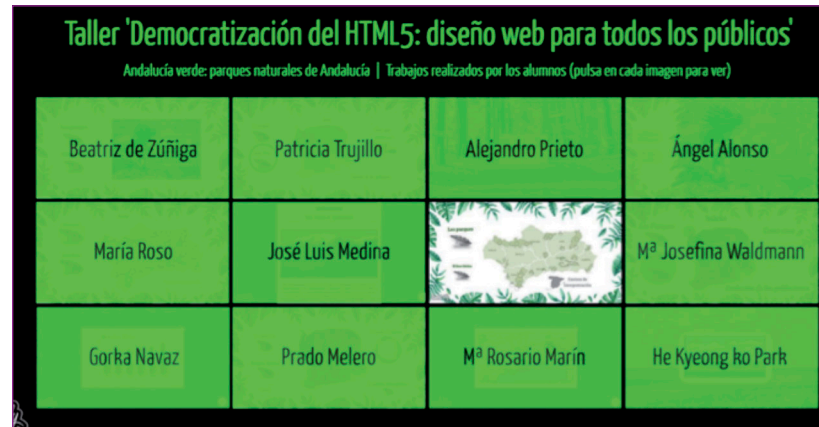 Taller 'Democratización del HTML5: diseño web para todos los públicos'
Andalucía verde: parques naturales de Andalucía | Trabajos realizados por los alumnos (pulsa en cada imagen para ver)
Beatriz de Zúñiga
Patricia Trujillo
Alejandro Prieto
Ángel Alonso
María Roso
José Luis Medina
Los parques
Mª Josefina Waldmann
Gorka Navaz
Prado Melero
Mª Rosario Marín
He Kyeong ko Park